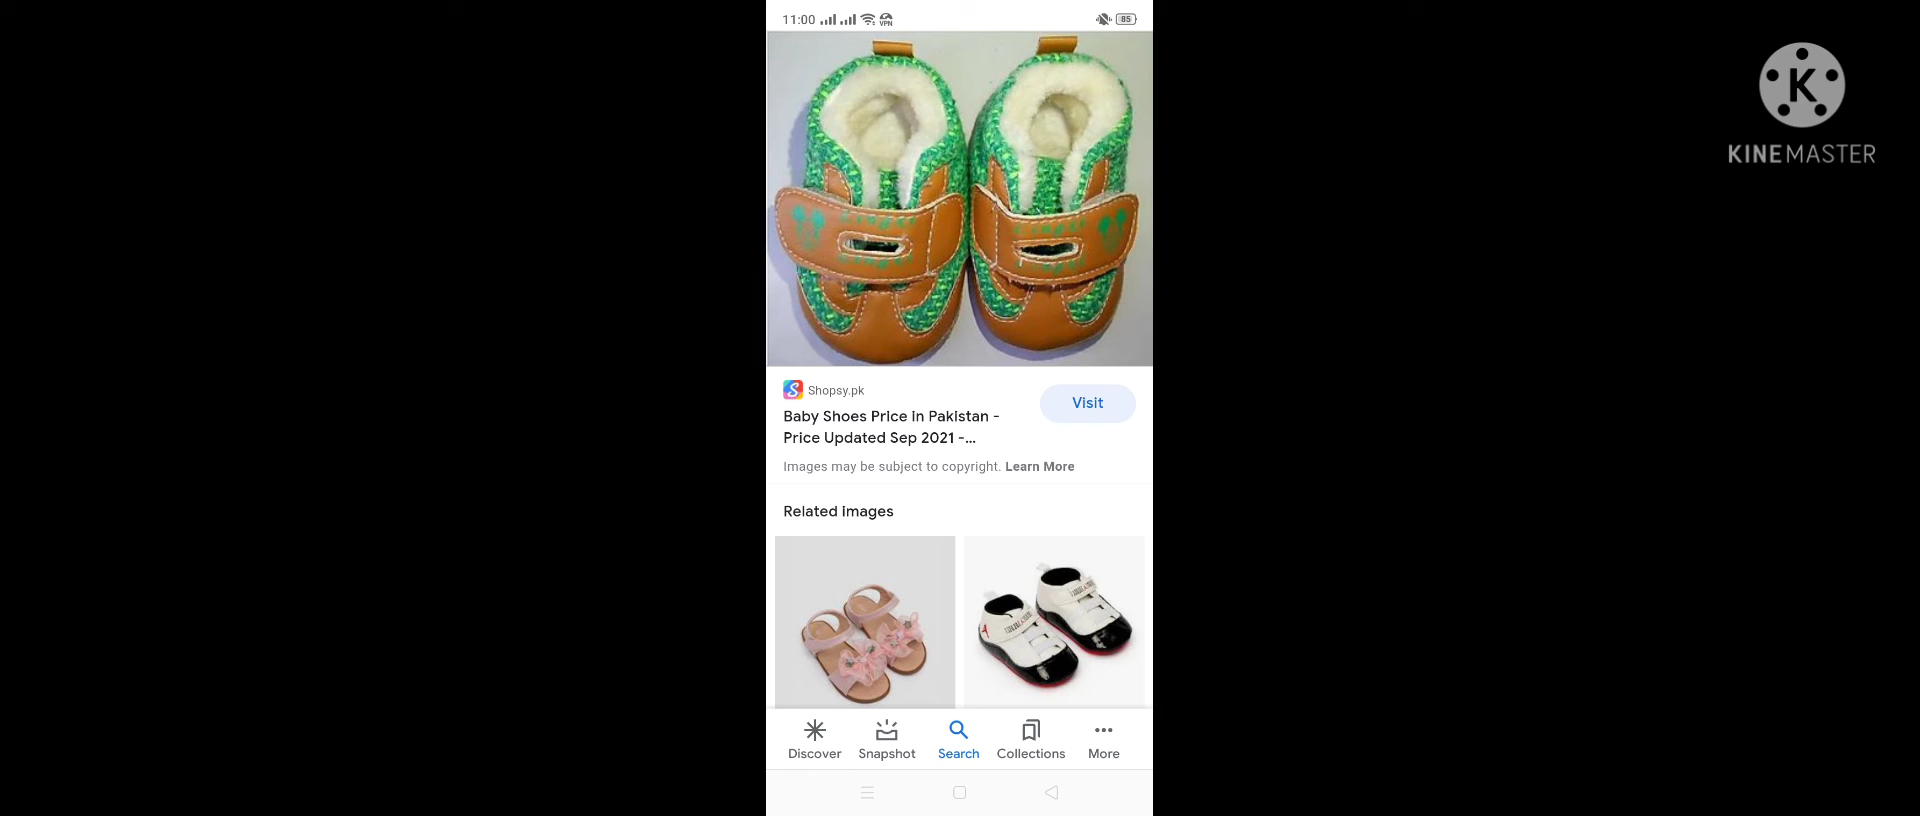 11:00
VPN
85
K
KINEMASTER
S Shopsy.pk
Visit
Baby Shoes Price in Pakistan -
Price Updated Sep 2021 -...
Images may be subject to copyright. Learn More
Related images
Discover
Snapshot
Search
Collections
More